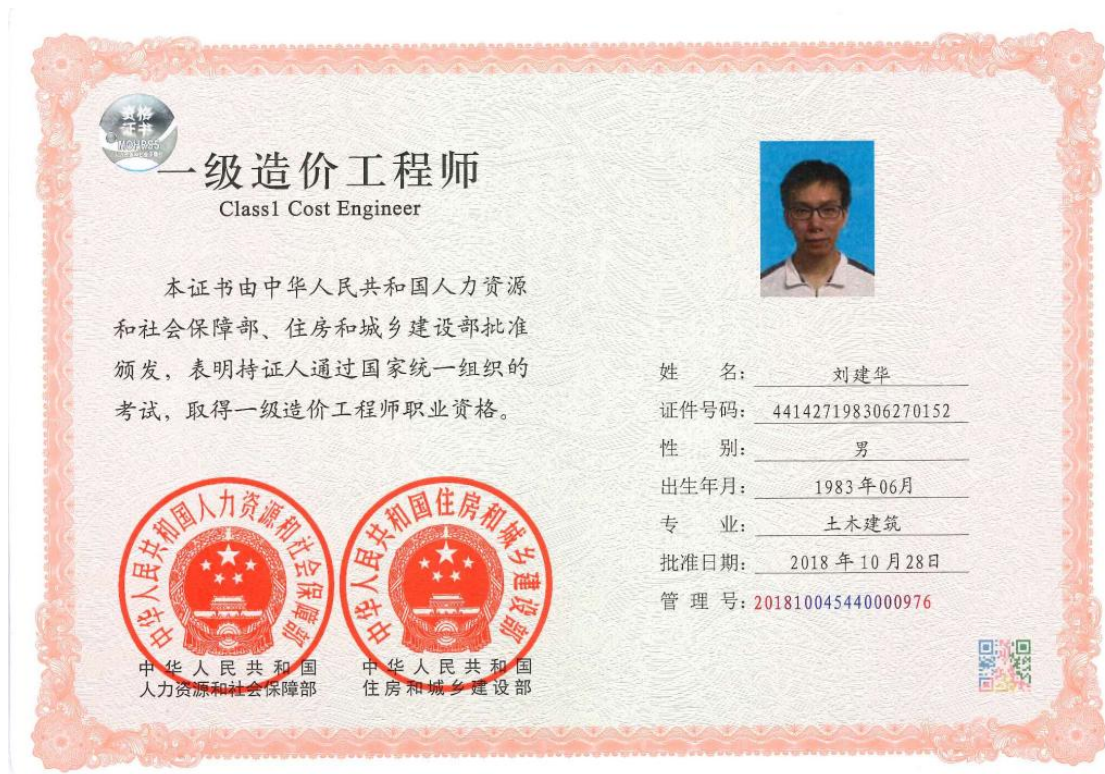 资格
证书
MOHRSS
一级造价工程师
Class1 Cost Engineer
本证书由中华人民共和国人力资源
和社会保障部、住房和城乡建设部批准
颁发，表明持证人通过国家统一组织的
考试，取得一级造价工程师职业资格。
姓　　名：刘建华
证件号码：441427198306270152
性　　别：男
出生年月：1983年06月
专　　业：土木建筑
批准日期：2018年10月28日
管 理 号：201810045440000976
中华人民共和国人力资源和社会保障部
中华人民共和国住房和城乡建设部
中华人民共和国
人力资源和社会保障部
中华人民共和国
住房和城乡建设部